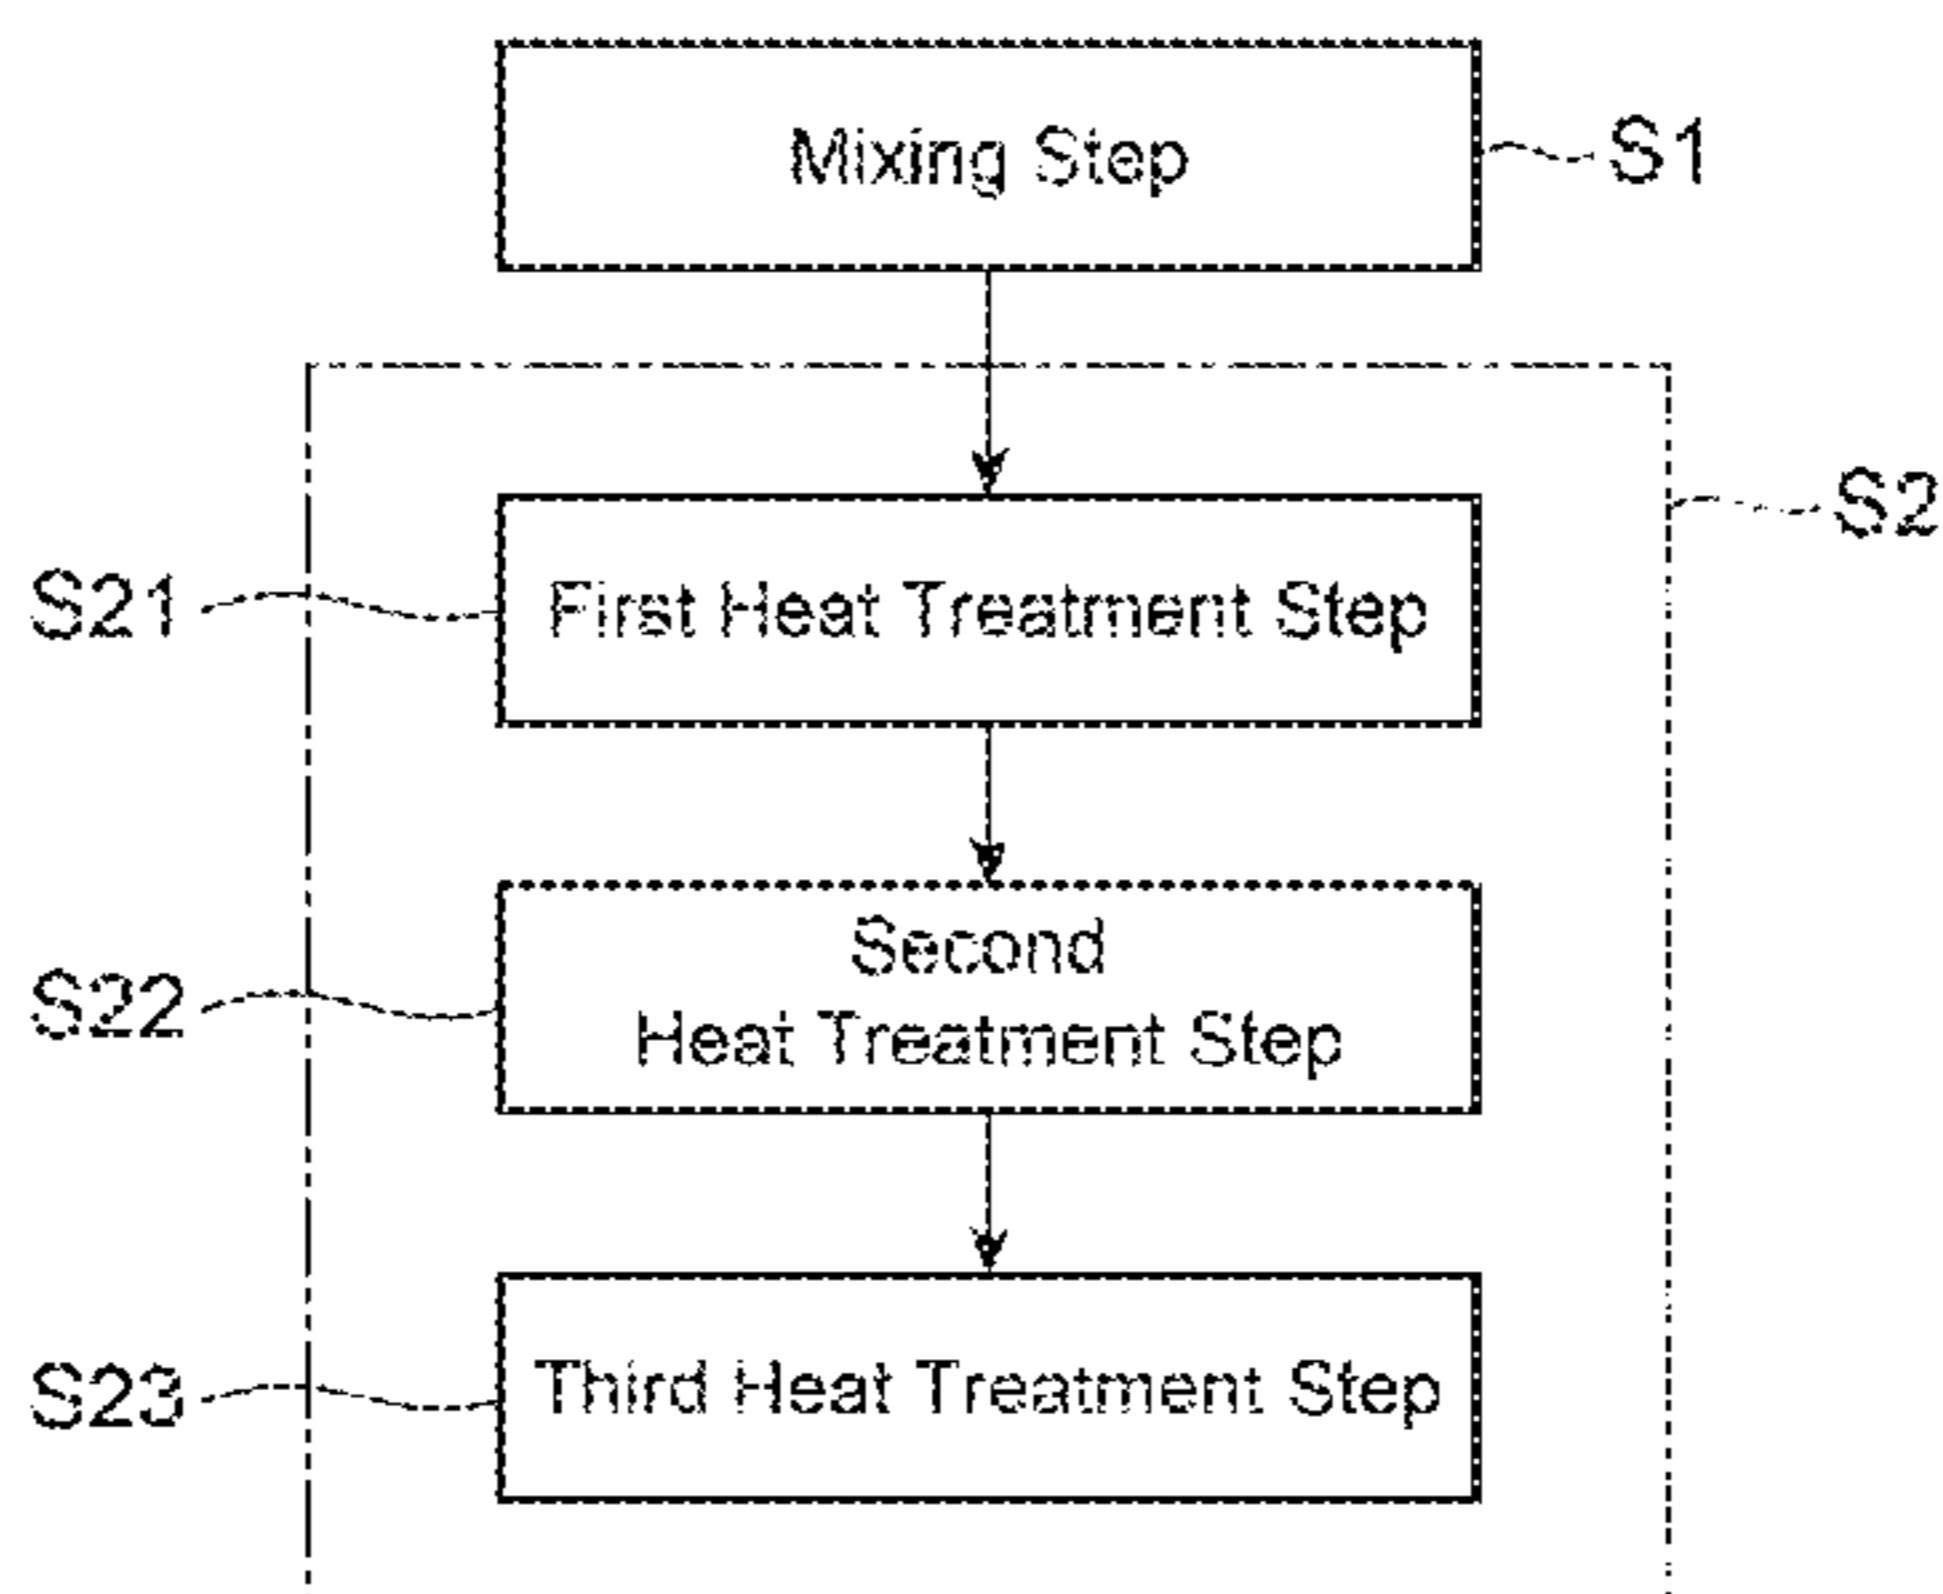 Mixing Step
S1
S2
S21
First Heat Treatment Step
S22
Second
Heat Treatment Step
S23
Third Heat Treatment Step